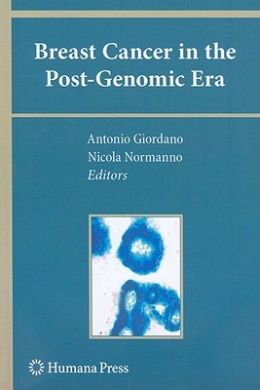 Breast Cancer in the
Post-Genomic Era
Antonio Giordano
Nicola Normanno
Editors
Humana Press